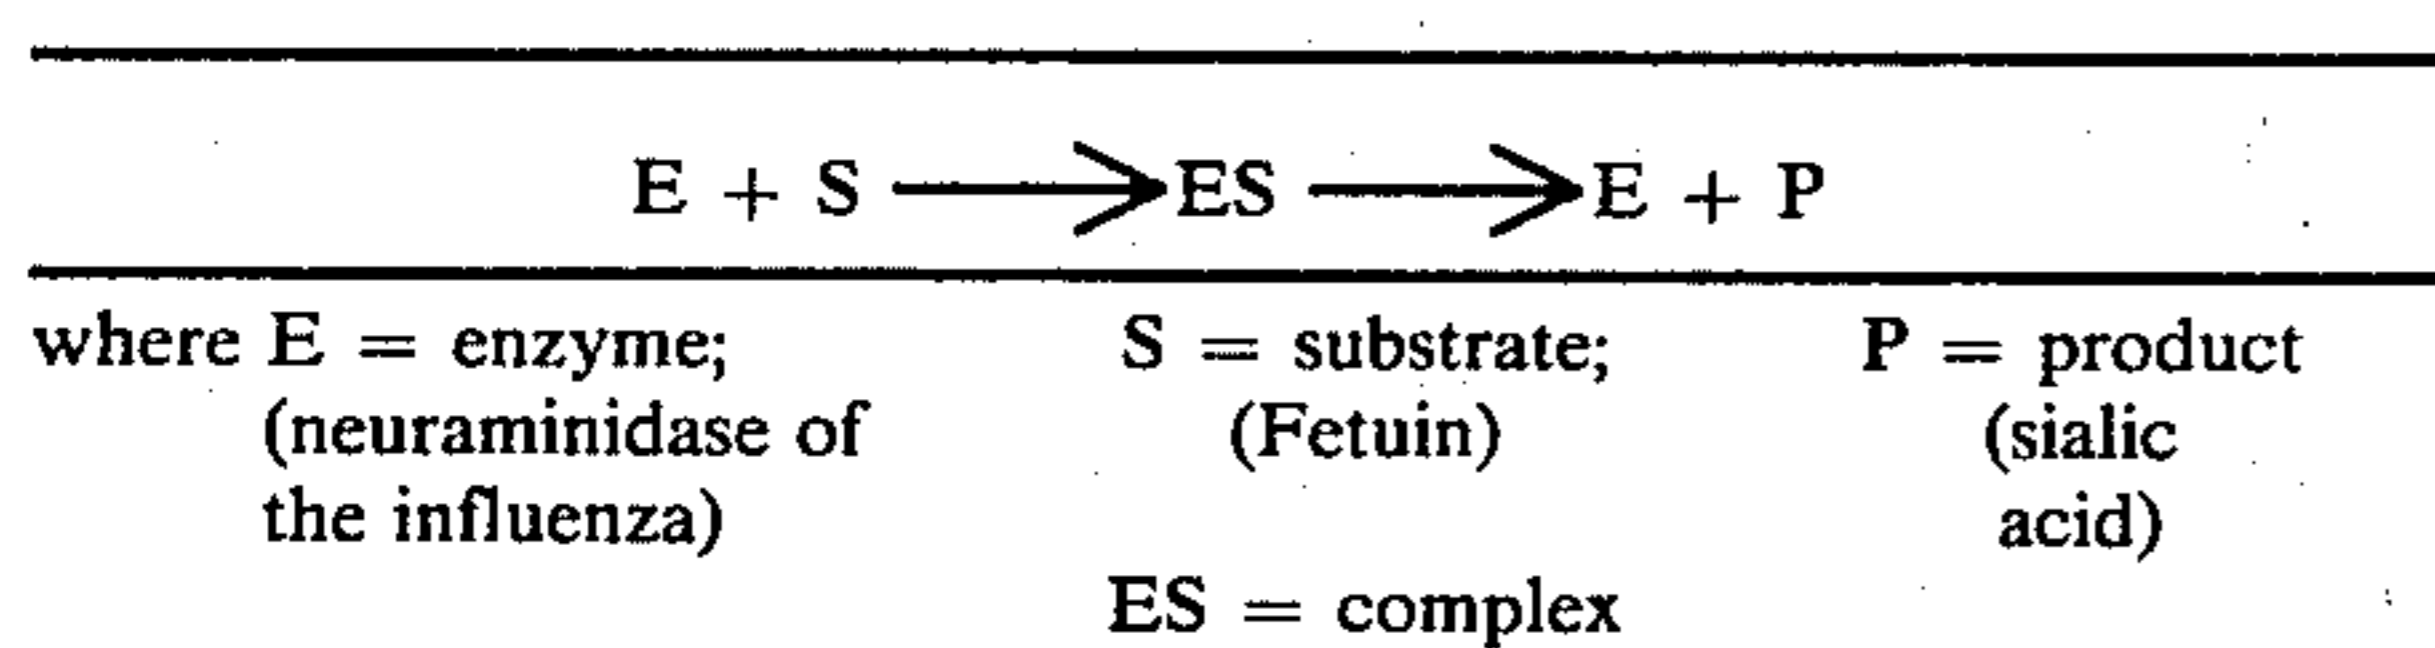 E + S ⟶ ES ⟶ E + P
where E = enzyme; S = substrate; P = product
(neuraminidase of (Fetuin) (sialic
the influenza) acid)
ES = complex